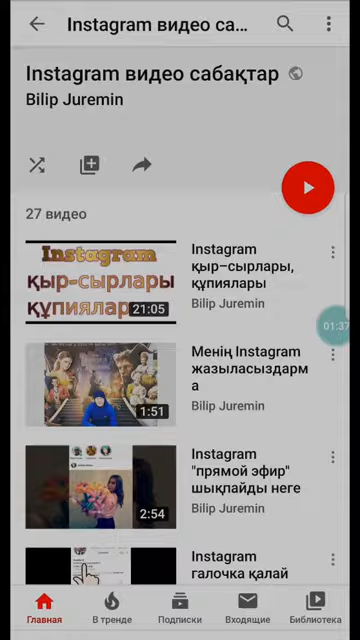 Instagram видео са...
Instagram видео сабақтар
Bilip Juremin
27 видео
Instagram
қыр-сырлары
құпиялар
21:05
Instagram
қыр–сырлары,
құпиялары
Bilip Juremin
01:37
1:51
Менің Instagram
жазыласыздарм
а
Bilip Juremin
2:54
Instagram
"прямой эфир"
шықпайды неге
Bilip Juremin
Instagram
галочка қалай
Главная
В тренде
Подписки
Входящие
Библиотека